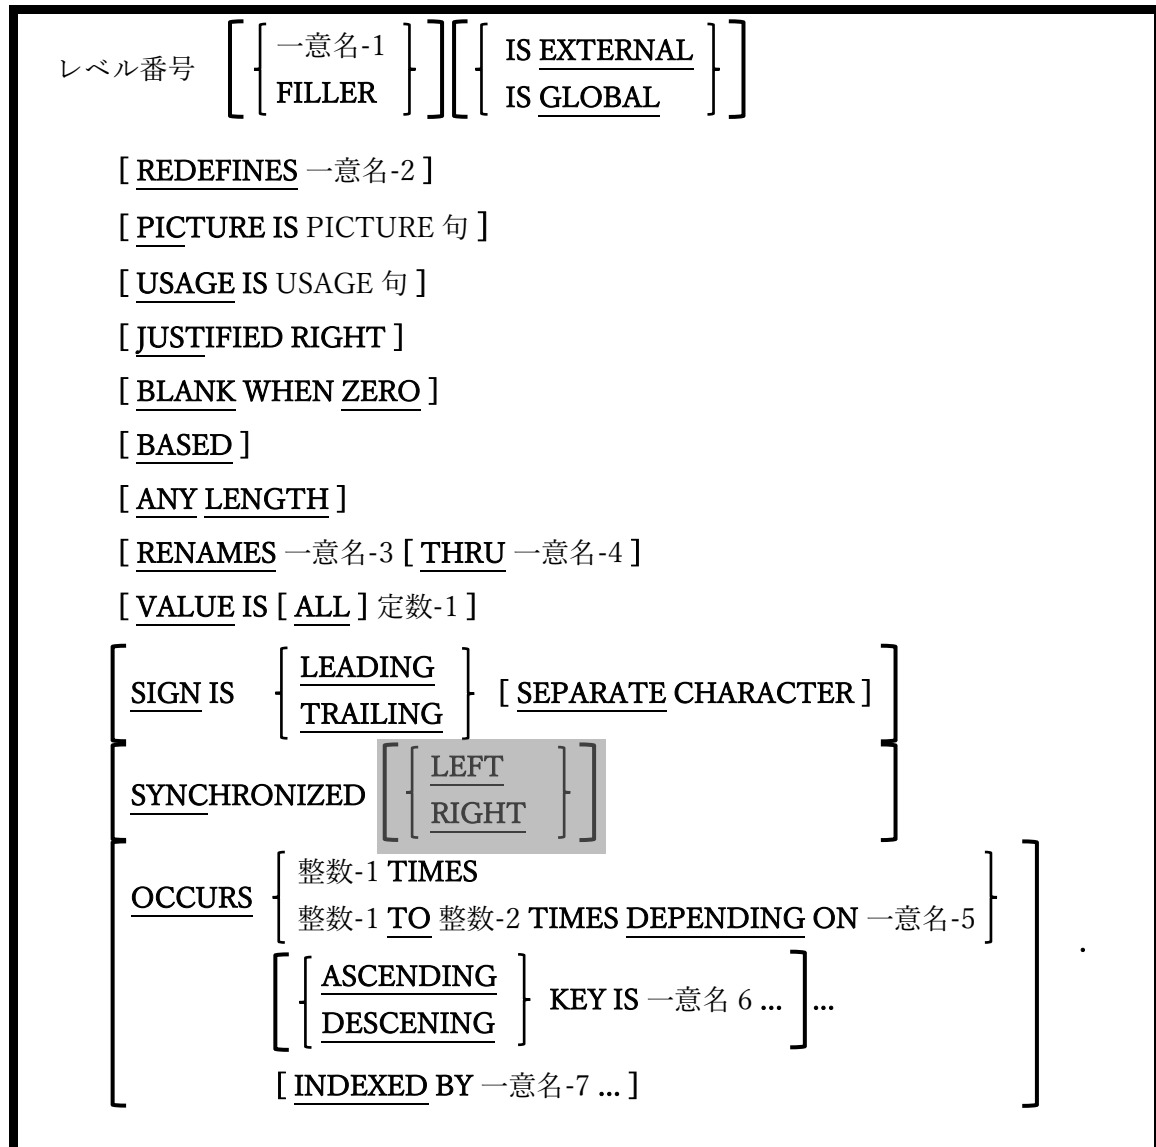 一意名-1 IS EXTERNAL
レベル番号
FILLER IS GLOBAL
[ REDEFINES 一意名-2 ]
[ PICTURE IS PICTURE 句 ]
[ USAGE IS USAGE 句 ]
[ JUSTIFIED RIGHT ]
[ BLANK WHEN ZERO ]
[ BASED ]
[ ANY LENGTH ]
[ RENAMES 一意名-3 [ THRU 一意名-4 ]
[ VALUE IS [ ALL ] 定数-1 ]
LEADING
SIGN IS [ SEPARATE CHARACTER ]
TRAILING
LEFT
SYNCHRONIZED
RIGHT
整数-1 TIMES
OCCURS
整数-1 TO 整数-2 TIMES DEPENDING ON 一意名-5
.
ASCENDING
KEY IS 一意名 6 ... ...
DESCENING
[ INDEXED BY 一意名-7 ... ]